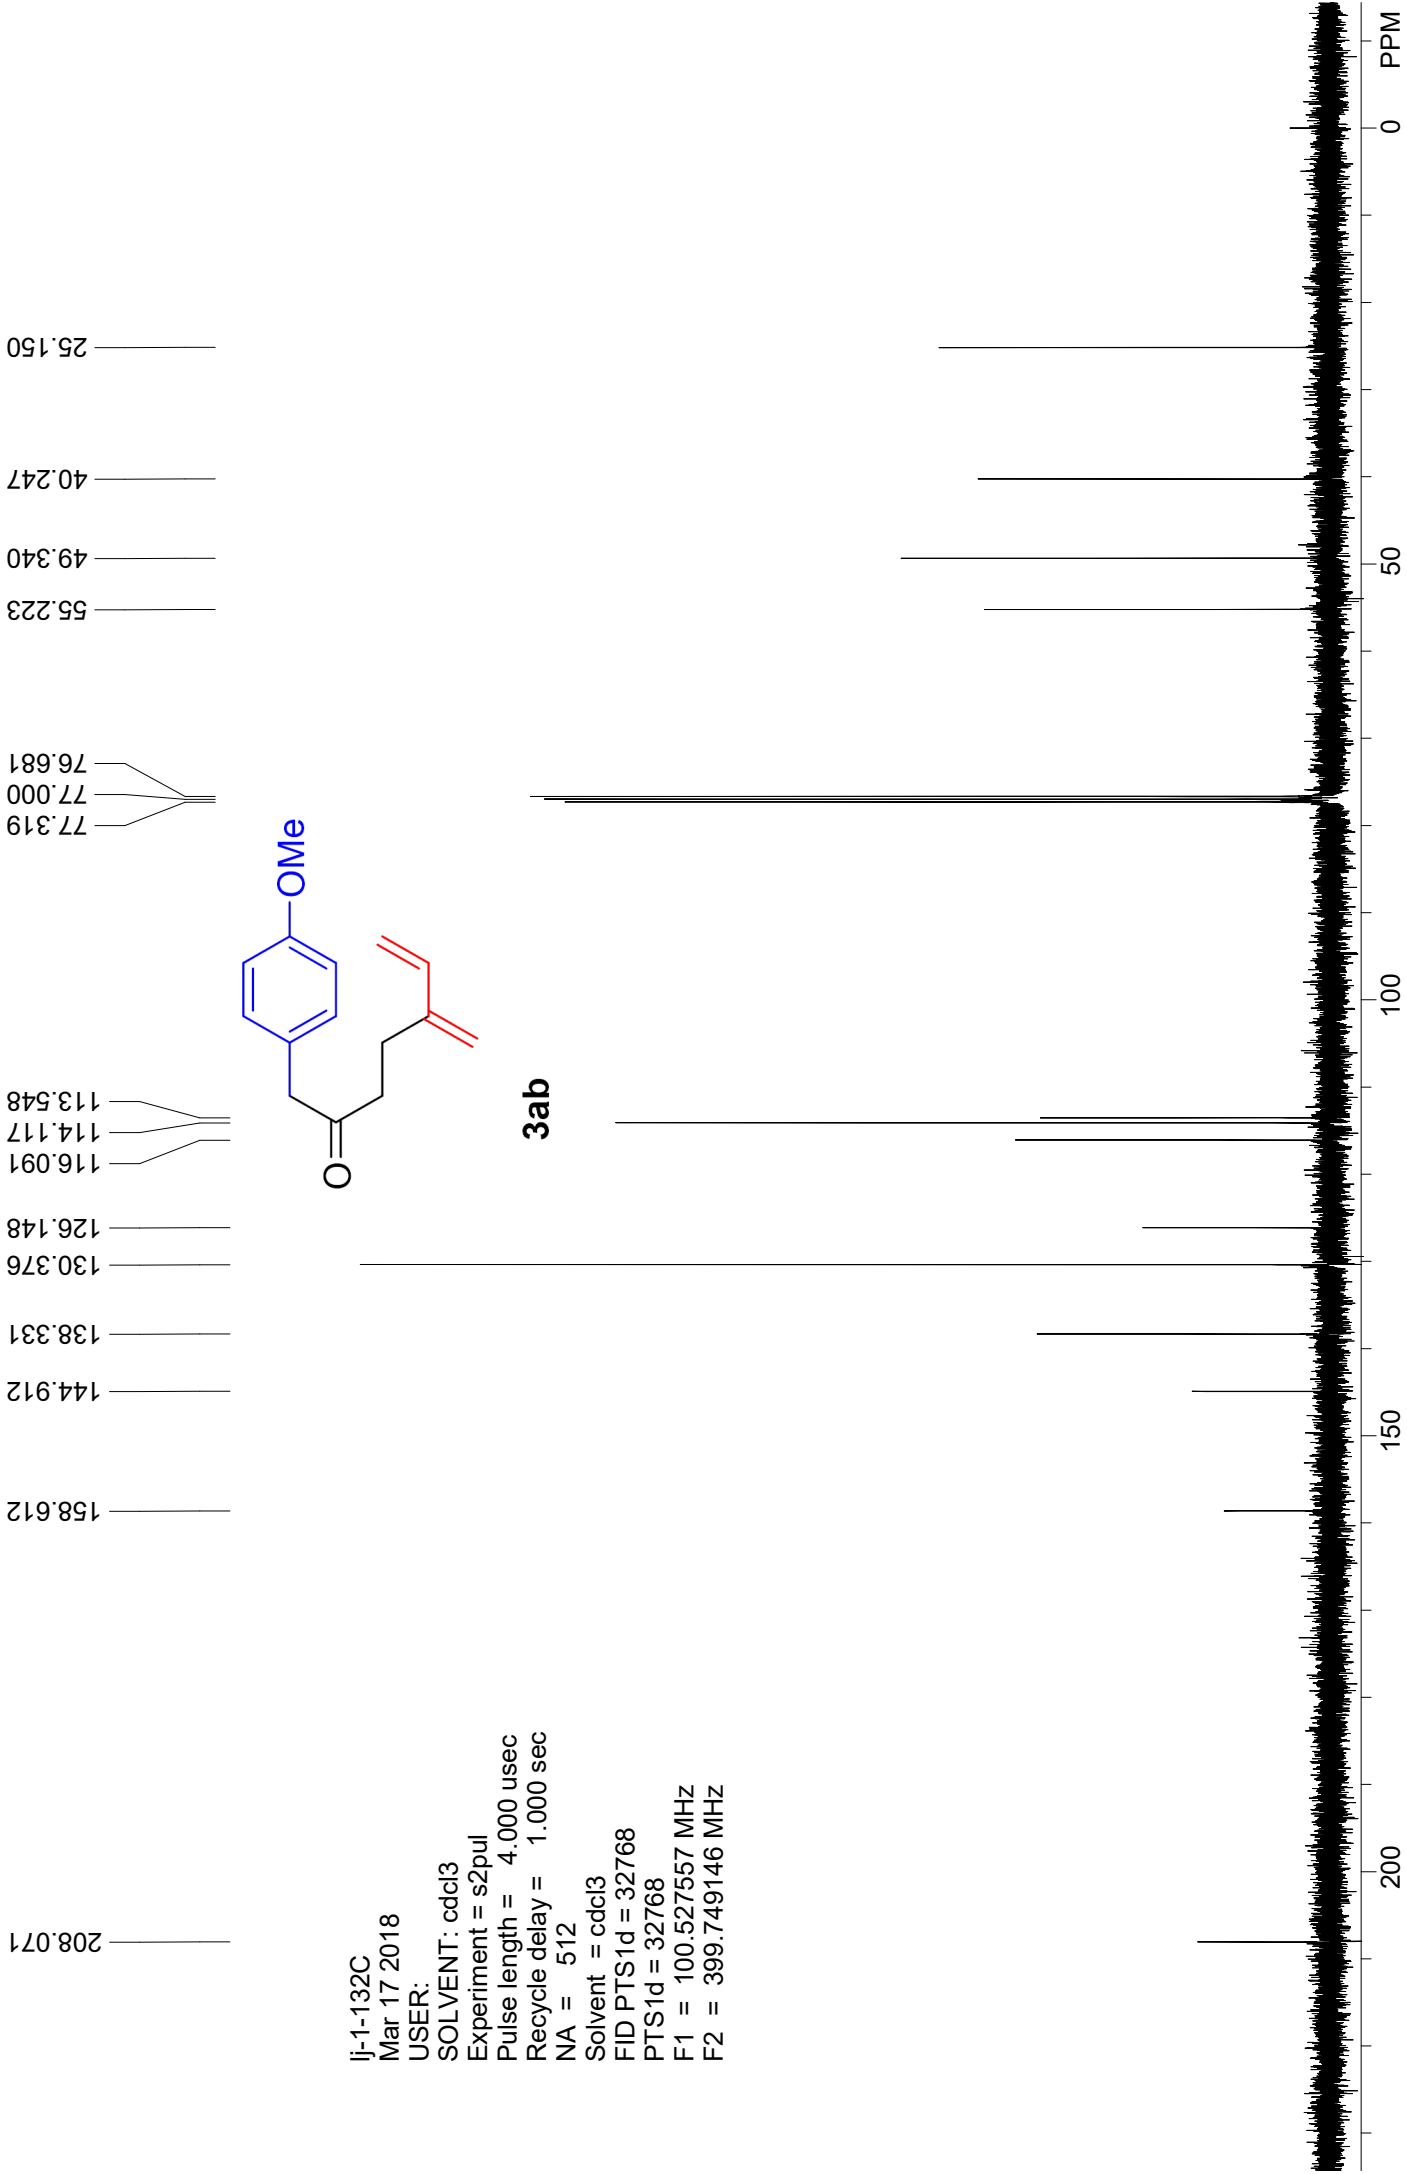 208.071
158.612
144.912
138.331
130.376
126.148
116.091
114.117
113.548
77.319
77.000
76.681
55.223
49.340
40.247
25.150
OMe
O
3ab
lj-1-132C
Mar 17 2018
USER:
SOLVENT: cdcl3
Experiment = s2pul
Pulse length = 4.000 usec
Recycle delay = 1.000 sec
NA = 512
Solvent = cdcl3
FID PTS1d = 32768
PTS1d = 32768
F1 = 100.527557 MHz
F2 = 399.749146 MHz
200
150
100
50
0
PPM